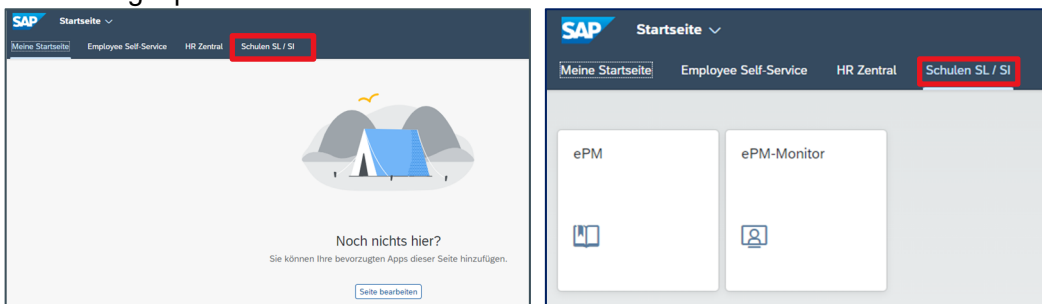 SAP Startseite
Meine Startseite Employee Self-Service HR Zentral Schulen SL / SI
Noch nichts hier?
Sie können Ihre bevorzugten Apps dieser Seite hinzufügen.
Seite bearbeiten
SAP Startseite
Meine Startseite Employee Self-Service HR Zentral Schulen SL / SI
ePM ePM-Monitor